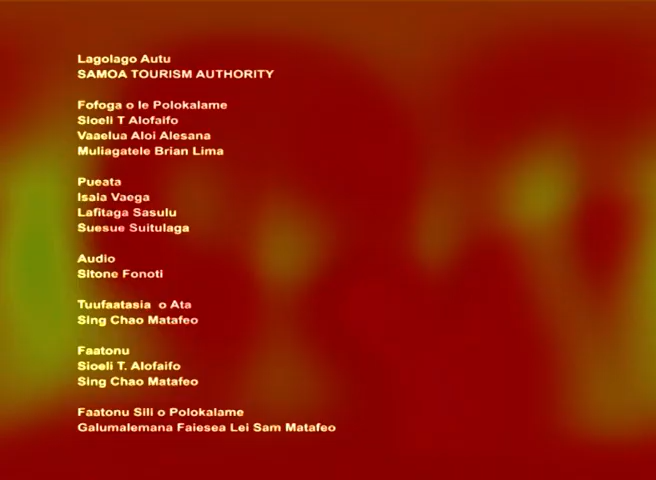 Lagolago Autu
SAMOA TOURISM AUTHORITY
Fofoga o le Polokalame
Sioeli T Alofaifo
Vaaelua Aloi Alesana
Muliagatele Brian Lima
Pueata
Isaia Vaega
Lafitaga Sasulu
Suesue Suitulaga
Audio
Sitone Fonoti
Tuufaatasia o Ata
Sing Chao Matafeo
Faatonu
Sioeli T. Alofaifo
Sing Chao Matafeo
Faatonu Sili o Polokalame
Galumalemana Faiesea Lei Sam Matafeo